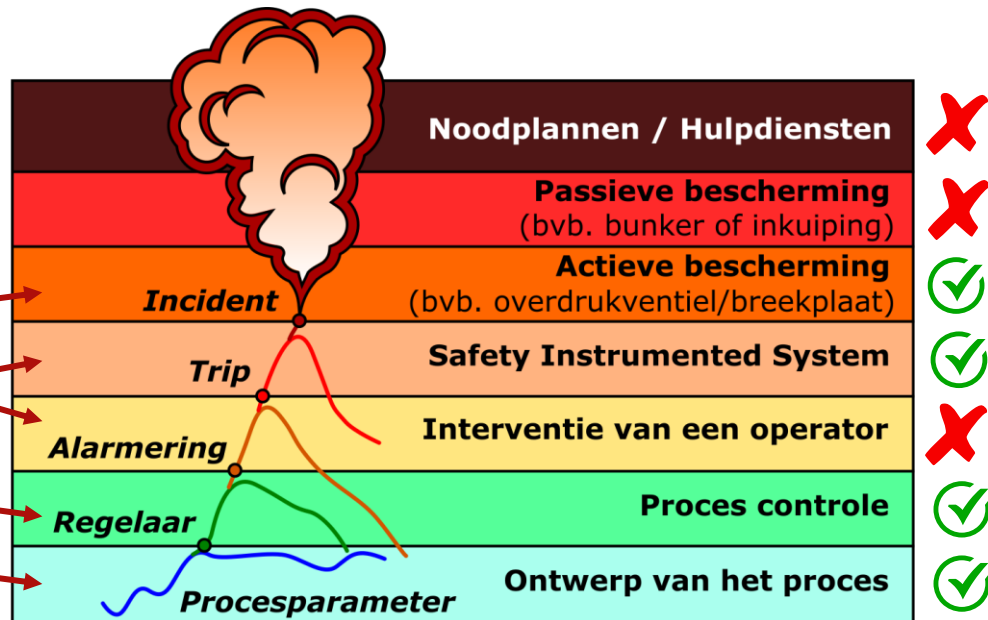 Noodplannen / Hulpdiensten
Passieve bescherming
(bvb. bunker of inkuiping)
Actieve bescherming
Incident
(bvb. overdrukventiel/breekplaat)
Safety Instrumented System
Trip
Interventie van een operator
Alarmering
Proces controle
Regelaar
Ontwerp van het proces
Procesparameter